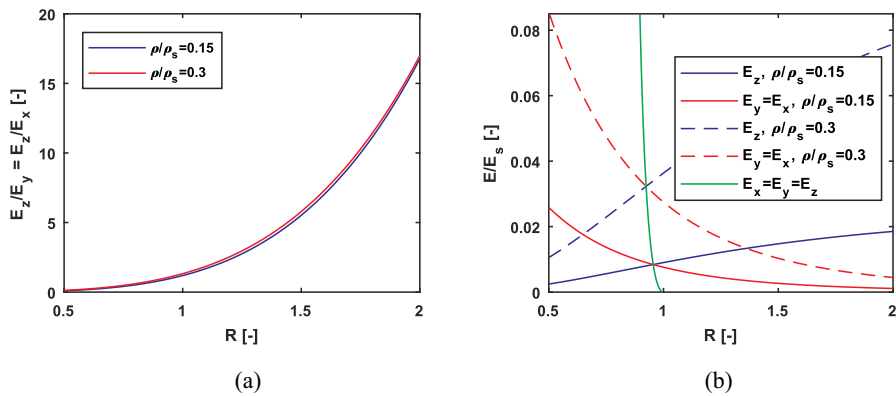 20
15
10
5
0
0.5
1
1.5
2
R [-]
E_z/E_y = E_z/E_x [-]
ρ/ρ_s=0.15
ρ/ρ_s=0.3
(a)
0.08
0.06
0.04
0.02
0
0.5
1
1.5
2
R [-]
E/E_s [-]
E_z, ρ/ρ_s=0.15
E_y=E_x, ρ/ρ_s=0.15
E_z, ρ/ρ_s=0.3
E_y=E_x, ρ/ρ_s=0.3
E_x=E_y=E_z
(b)